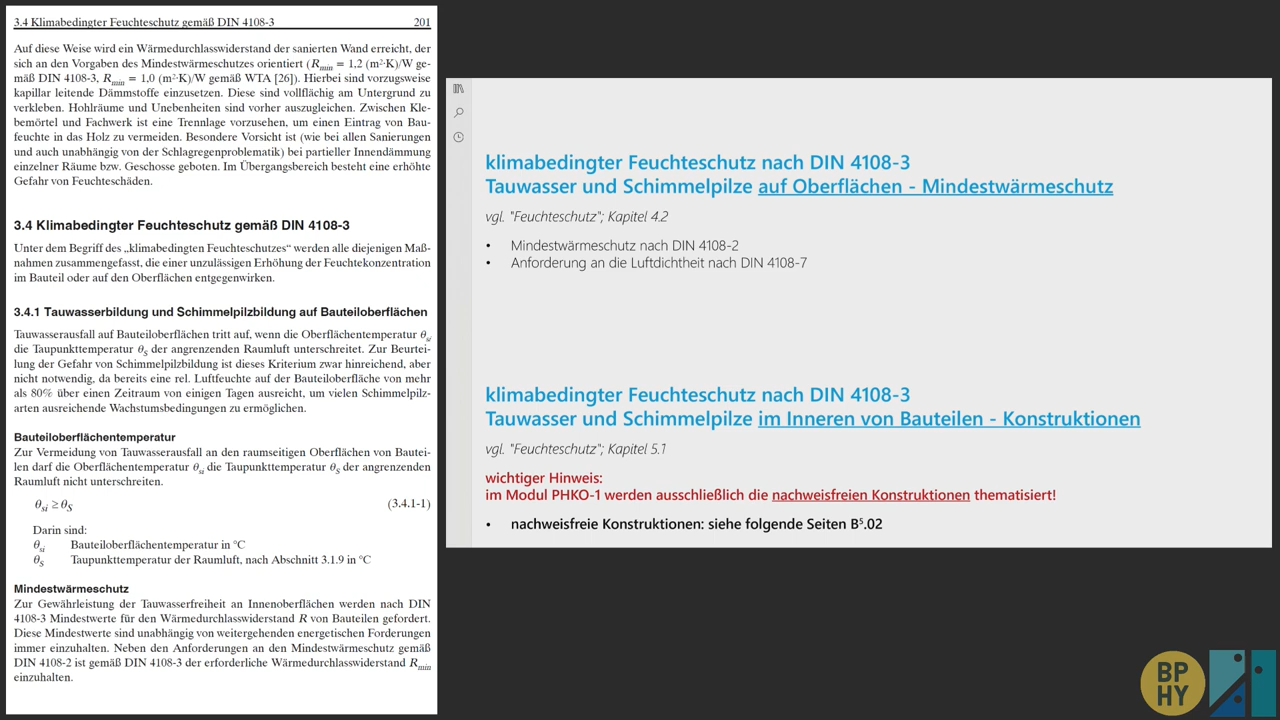 3.4 Klimabedingter Feuchteschutz gemäß DIN 4108-3 201
Auf diese Weise wird ein Wärmedurchlasswiderstand der sanierten Wand erreicht, der
sich an den Vorgaben des Mindestwärmeschutzes orientiert (Rmin = 1,2 (m²·K)/W ge-
mäß DIN 4108-3, Rmin = 1,0 (m²·K)/W gemäß WTA [26]). Hierbei sind vorzugsweise
kapillar leitende Dämmstoffe einzusetzen. Diese sind vollflächig am Untergrund zu
verkleben. Hohlräume und Unebenheiten sind vorher auszugleichen. Zwischen Kle-
bemörtel und Fachwerk ist eine Trennlage vorzusehen, um einen Eintrag von Bau-
feuchte in das Holz zu vermeiden. Besondere Vorsicht ist (wie bei allen Sanierungen
und auch unabhängig von der Schlagregenproblematik) bei partieller Innendämmung
einzelner Räume bzw. Geschosse geboten. Im Übergangsbereich besteht eine erhöhte
Gefahr von Feuchteschäden.
3.4 Klimabedingter Feuchteschutz gemäß DIN 4108-3
Unter dem Begriff des „klimabedingten Feuchteschutzes" werden alle diejenigen Maß-
nahmen zusammengefasst, die einer unzulässigen Erhöhung der Feuchtekonzentration
im Bauteil oder auf den Oberflächen entgegenwirken.
3.4.1 Tauwasserbildung und Schimmelpilzbildung auf Bauteiloberflächen
Tauwasserausfall auf Bauteiloberflächen tritt auf, wenn die Oberflächentemperatur θsi
die Taupunkttemperatur θS der angrenzenden Raumluft unterschreitet. Zur Beurtei-
lung der Gefahr von Schimmelpilzbildung ist dieses Kriterium zwar hinreichend, aber
nicht notwendig, da bereits eine rel. Luftfeuchte auf der Bauteiloberfläche von mehr
als 80% über einen Zeitraum von einigen Tagen ausreicht, um vielen Schimmelpilz-
arten ausreichende Wachstumsbedingungen zu ermöglichen.
Bauteiloberflächentemperatur
Zur Vermeidung von Tauwasserausfall an den raumseitigen Oberflächen von Bautei-
len darf die Oberflächentemperatur θsi die Taupunkttemperatur θS der angrenzenden
Raumluft nicht unterschreiten.
θsi ≥ θS (3.4.1-1)
Darin sind:
θsi Bauteiloberflächentemperatur in °C
θS Taupunkttemperatur der Raumluft, nach Abschnitt 3.1.9 in °C
Mindestwärmeschutz
Zur Gewährleistung der Tauwasserfreiheit an Innenoberflächen werden nach DIN
4108-3 Mindestwerte für den Wärmedurchlasswiderstand R von Bauteilen gefordert.
Diese Mindestwerte sind unabhängig von weitergehenden energetischen Forderungen
immer einzuhalten. Neben den Anforderungen an den Mindestwärmeschutz gemäß
DIN 4108-2 ist gemäß DIN 4108-3 der erforderliche Wärmedurchlasswiderstand Rmin
einzuhalten.
klimabedingter Feuchteschutz nach DIN 4108-3
Tauwasser und Schimmelpilze auf Oberflächen - Mindestwärmeschutz
vgl. "Feuchteschutz"; Kapitel 4.2
• Mindestwärmeschutz nach DIN 4108-2
• Anforderung an die Luftdichtheit nach DIN 4108-7
klimabedingter Feuchteschutz nach DIN 4108-3
Tauwasser und Schimmelpilze im Inneren von Bauteilen - Konstruktionen
vgl. "Feuchteschutz"; Kapitel 5.1
wichtiger Hinweis:
im Modul PHKO-1 werden ausschließlich die nachweisfreien Konstruktionen thematisiert!
• nachweisfreie Konstruktionen: siehe folgende Seiten B⁵.02
BP
HY